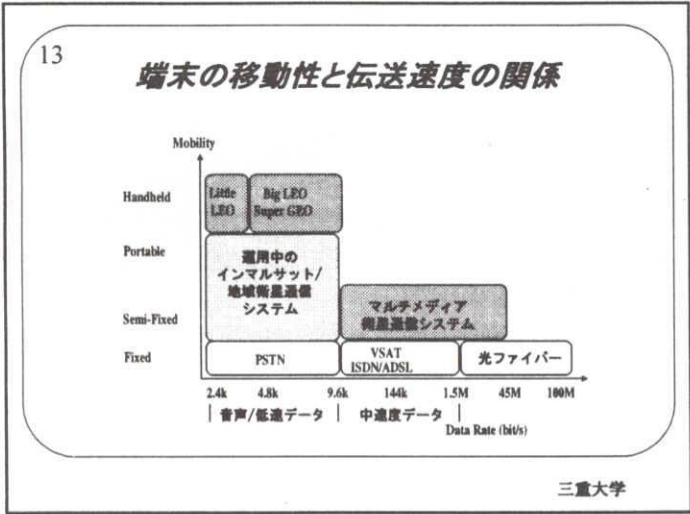 13
端末の移動性と伝送速度の関係
Mobility
Handheld
Little
LEO
Big LEO
Super GEO
Portable
運用中の
インマルサット/
地域衛星通信
システム
Semi-Fixed
マルチメディア
衛星通信システム
Fixed
PSTN
VSAT
ISDN/ADSL
光ファイバー
2.4k 4.8k 9.6k 144k 1.5M 45M 100M
音声/低速データ
中速度データ
Data Rate (bit/s)
三重大学